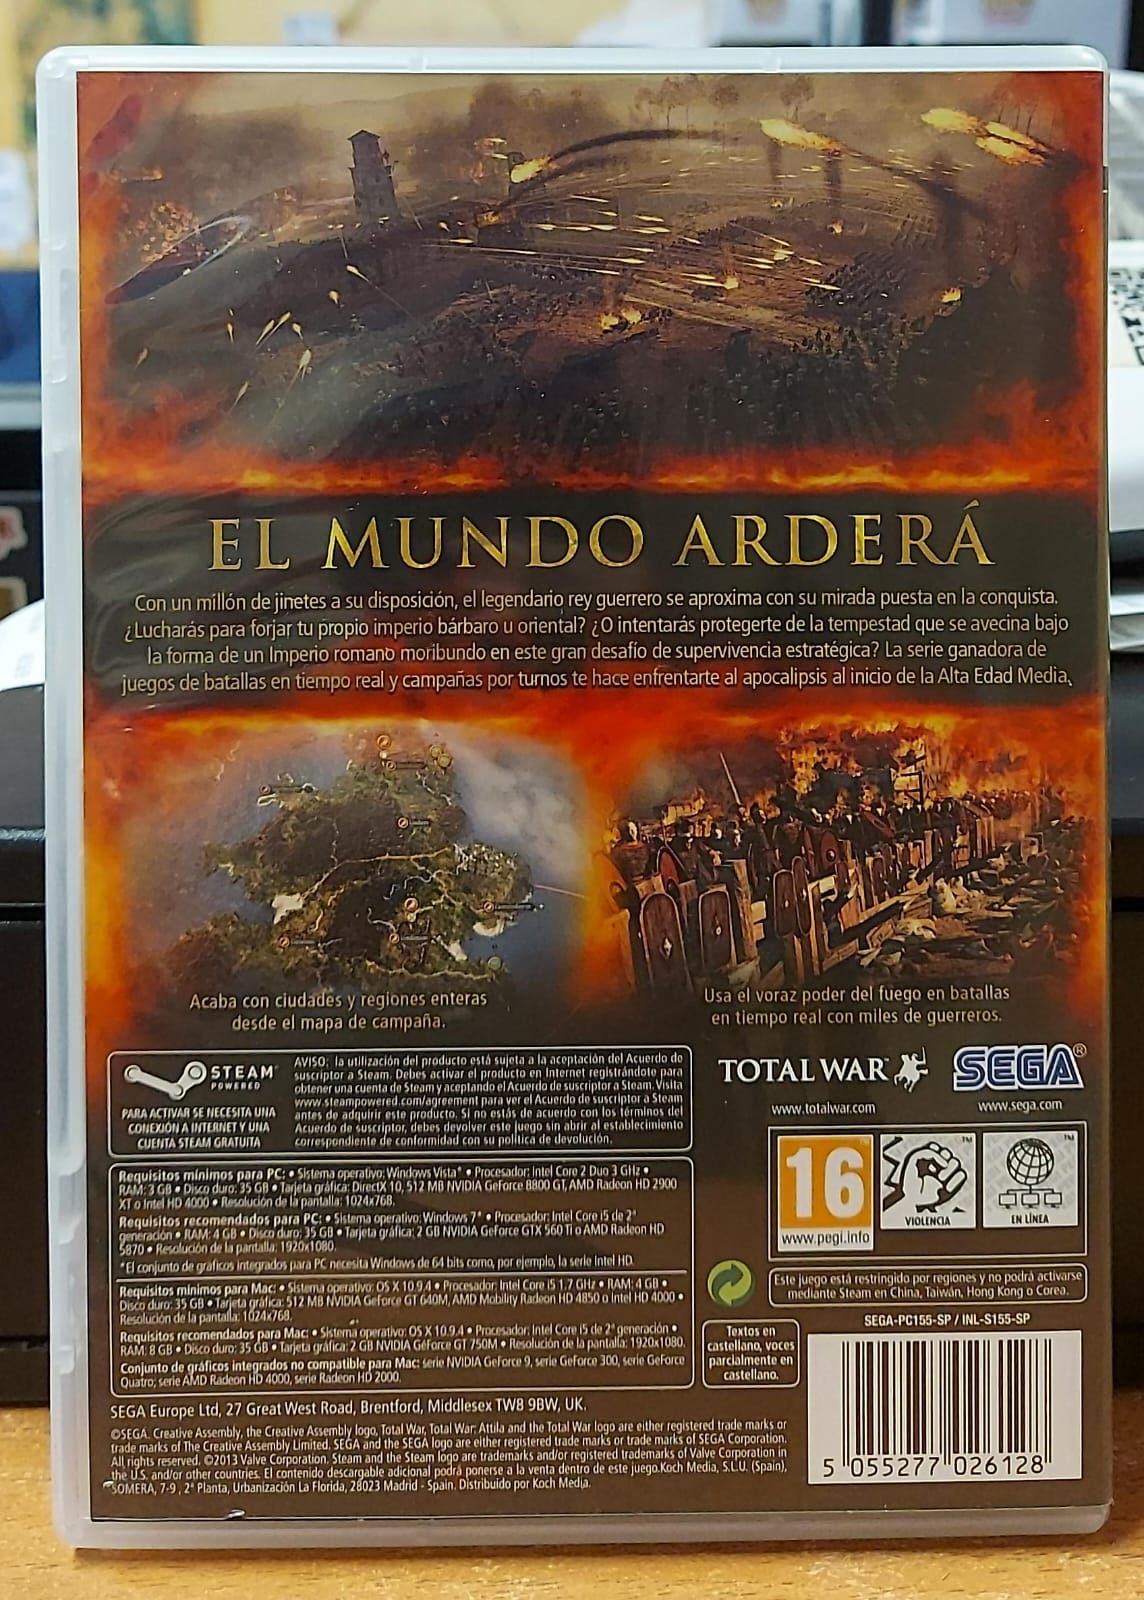 EL MUNDO ARDERÁ
Con un millón de jinetes a su disposición, el legendario rey guerrero se aproxima con su mirada puesta en la conquista.
¿Lucharás para forjar tu propio imperio bárbaro u oriental? ¿O intentarás protegerte de la tempestad que se avecina bajo
la forma de un Imperio romano moribundo en este gran desafío de supervivencia estratégica? La serie ganadora de
juegos de batallas en tiempo real y campañas por turnos te hace enfrentarte al apocalipsis al inicio de la Alta Edad Media.
Acaba con ciudades y regiones enteras
desde el mapa de campaña.
Usa el voraz poder del fuego en batallas
en tiempo real con miles de guerreros.
STEAM™
POWERED
PARA ACTIVAR SE NECESITA UNA
CONEXIÓN A INTERNET Y UNA
CUENTA STEAM GRATUITA
AVISO: la utilización del producto está sujeta a la aceptación del Acuerdo de
suscriptor a Steam. Debes activar el producto en Internet registrándote para
obtener una cuenta de Steam y aceptando el Acuerdo de suscriptor a Steam. Visita
www.steampowered.com/agreement para ver el Acuerdo de suscriptor a Steam
antes de adquirir este producto. Si no estás de acuerdo con los términos del
Acuerdo de suscriptor, debes devolver este juego sin abrir al establecimiento
correspondiente de conformidad con su política de devolución.
TOTAL WAR™
www.totalwar.com
SEGA®
www.sega.com
Requisitos mínimos para PC: • Sistema operativo: Windows Vista* • Procesador: Intel Core 2 Duo 3 GHz •
RAM: 3 GB • Disco duro: 35 GB • Tarjeta gráfica: DirectX 10, 512 MB NVIDIA GeForce 8800 GT, AMD Radeon HD 2900
XT o Intel HD 4000 • Resolución de la pantalla: 1024x768.
Requisitos recomendados para PC: • Sistema operativo: Windows 7* • Procesador: Intel Core i5 de 2ª
generación • RAM: 4 GB • Disco duro: 35 GB • Tarjeta gráfica: 2 GB NVIDIA GeForce GTX 560 Ti o AMD Radeon HD
5870 • Resolución de la pantalla: 1920x1080.
*El conjunto de gráficos integrados para PC necesita Windows de 64 bits como, por ejemplo, la serie Intel HD.
Requisitos mínimos para Mac: • Sistema operativo: OS X 10.9.4 • Procesador: Intel Core i5 1.7 GHz • RAM: 4 GB •
Disco duro: 35 GB • Tarjeta gráfica: 512 MB NVIDIA Geforce GT 640M, AMD Mobility Radeon HD 4850 o Intel HD 4000 •
Resolución de la pantalla: 1024x768.
Requisitos recomendados para Mac: • Sistema operativo: OS X 10.9.4 • Procesador: Intel Core i5 de 2ª generación •
RAM: 8 GB • Disco duro: 35 GB • Tarjeta gráfica: 2 GB NVIDIA GeForce GT 750M • Resolución de la pantalla: 1920x1080.
Conjunto de gráficos integrados no compatible para Mac: serie NVIDIA GeForce 9, serie GeForce 300, serie GeForce
Quatro; serie AMD Radeon HD 4000, serie Radeon HD 2000.
16
www.pegi.info
VIOLENCIA
EN LÍNEA
Este juego está restringido por regiones y no podrá activarse
mediante Steam en China, Taiwán, Hong Kong o Corea.
SEGA-PC155-SP / INL-S155-SP
Textos en
castellano, voces
parcialmente en
castellano.
5 055277 026128
SEGA Europe Ltd, 27 Great West Road, Brentford, Middlesex TW8 9BW, UK.
©SEGA. Creative Assembly, the Creative Assembly logo, Total War, Total War: Attila and the Total War logo are either registered trade marks or
trade marks of The Creative Assembly Limited. SEGA and the SEGA logo are either registered trade marks or trade marks of SEGA Corporation.
All rights reserved. ©2013 Valve Corporation. Steam and the Steam logo are trademarks and/or registered trademarks of Valve Corporation in
the U.S. and/or other countries. El contenido descargable adicional podrá ponerse a la venta dentro de este juego.Koch Media, S.L.U. (Spain),
SOMERA, 7-9, 2ª Planta, Urbanización La Florida, 28023 Madrid - Spain. Distribuido por Koch Media.